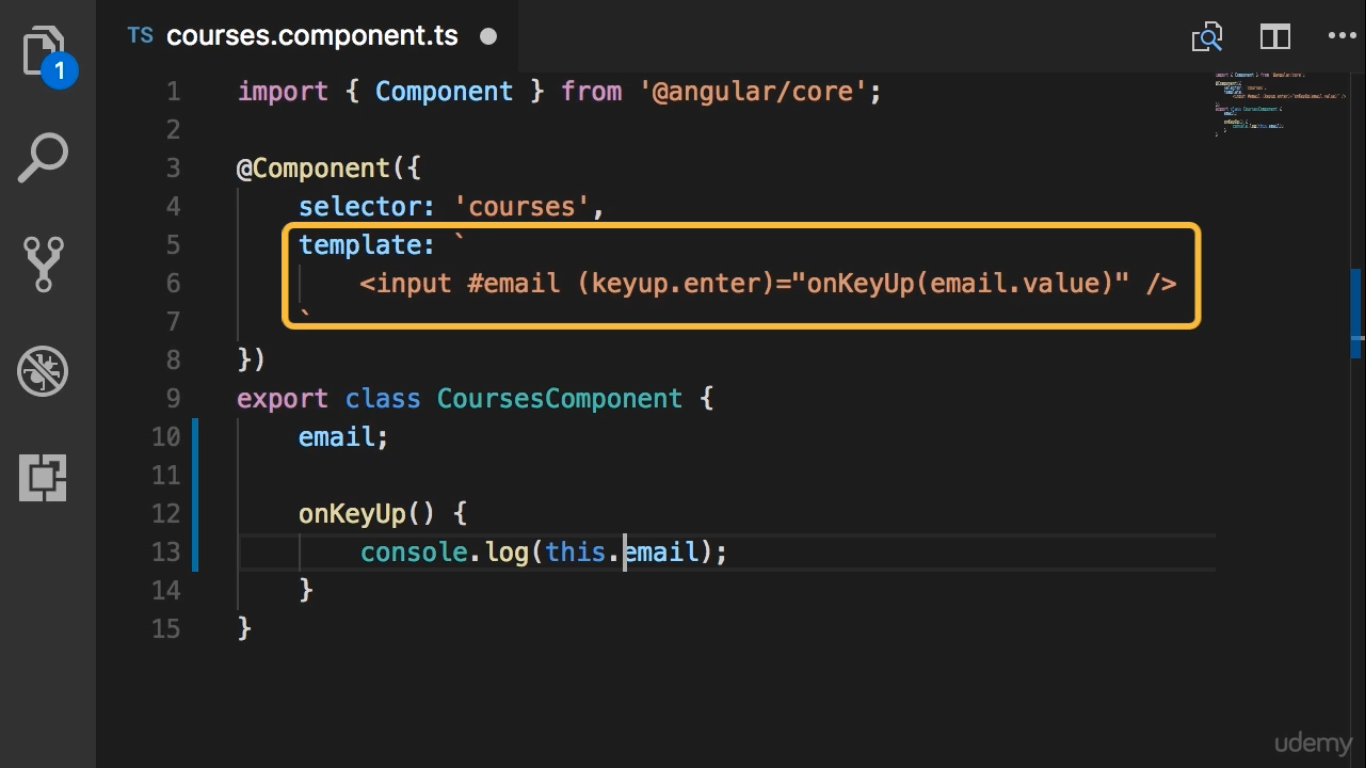 TS courses.component.ts
1
1 import { Component } from '@angular/core';
2
3 @Component({
4 selector: 'courses',
5 template: `
6 <input #email (keyup.enter)="onKeyUp(email.value)" />
7 `
8 })
9 export class CoursesComponent {
10 email;
11
12 onKeyUp() {
13 console.log(this.email);
14 }
15 }
udemy